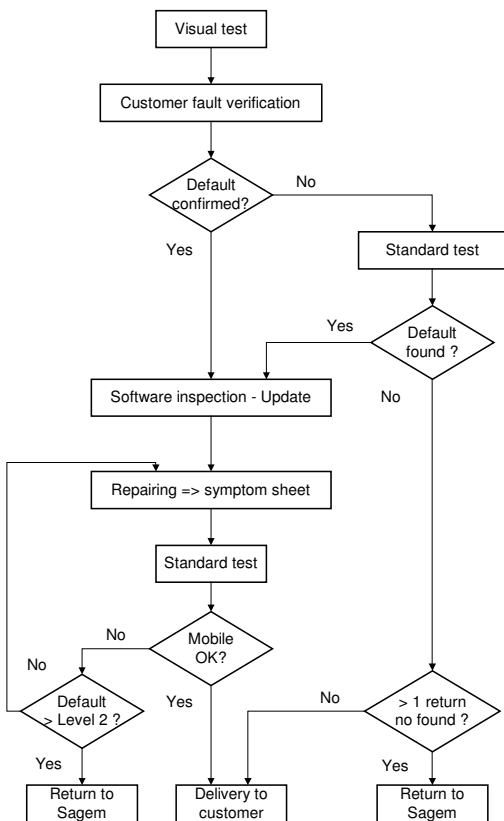 Visual test
Customer fault verification
Default
confirmed?
No
Yes
Standard test
Default
found ?
Yes
No
Software inspection - Update
Repairing => symptom sheet
Standard test
Mobile
OK?
No
Yes
No
Default
> Level 2 ?
Yes
> 1 return
no found ?
No
Yes
Return to
Sagem
Delivery to
customer
Return to
Sagem